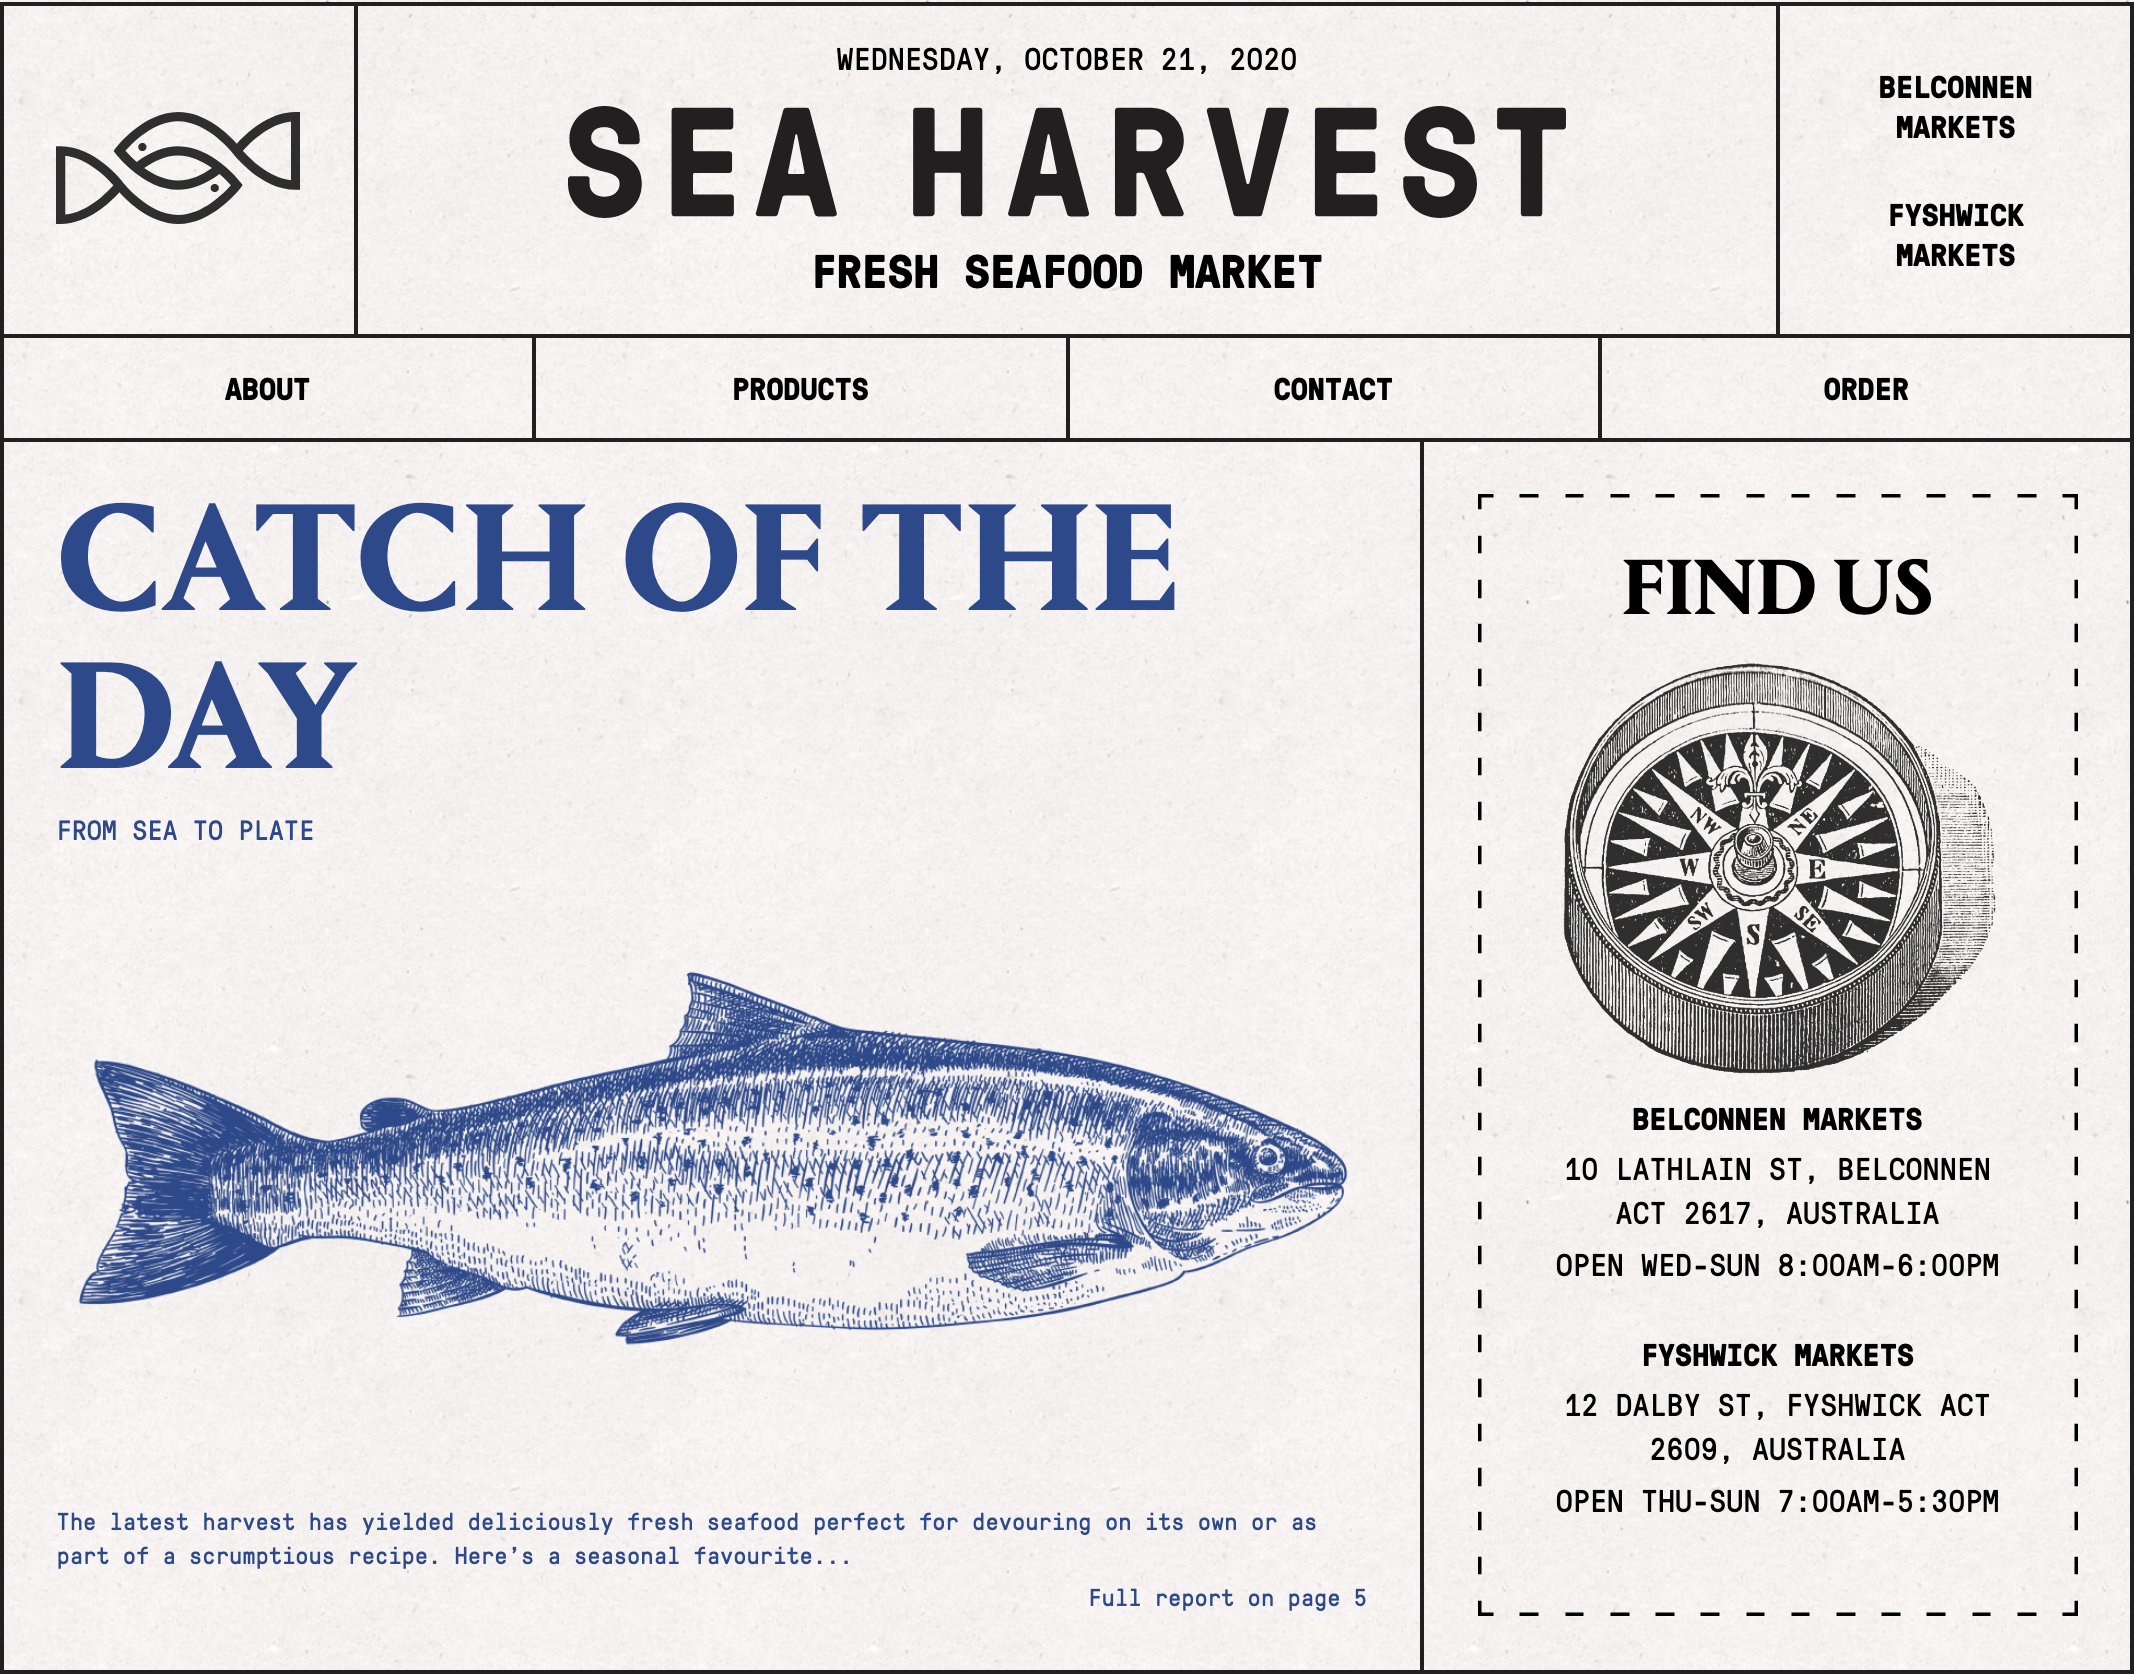 WEDNESDAY, OCTOBER 21, 2020
SEA HARVEST
FRESH SEAFOOD MARKET
BELCONNEN
MARKETS
FYSHWICK
MARKETS
ABOUT
PRODUCTS
CONTACT
ORDER
CATCH OF THE
DAY
FROM SEA TO PLATE
The latest harvest has yielded deliciously fresh seafood perfect for devouring on its own or as
part of a scrumptious recipe. Here's a seasonal favourite...
Full report on page 5
FIND US
NW
NE
W
E
SW
SE
S
BELCONNEN MARKETS
10 LATHLAIN ST, BELCONNEN
ACT 2617, AUSTRALIA
OPEN WED-SUN 8:00AM-6:00PM
FYSHWICK MARKETS
12 DALBY ST, FYSHWICK ACT
2609, AUSTRALIA
OPEN THU-SUN 7:00AM-5:30PM